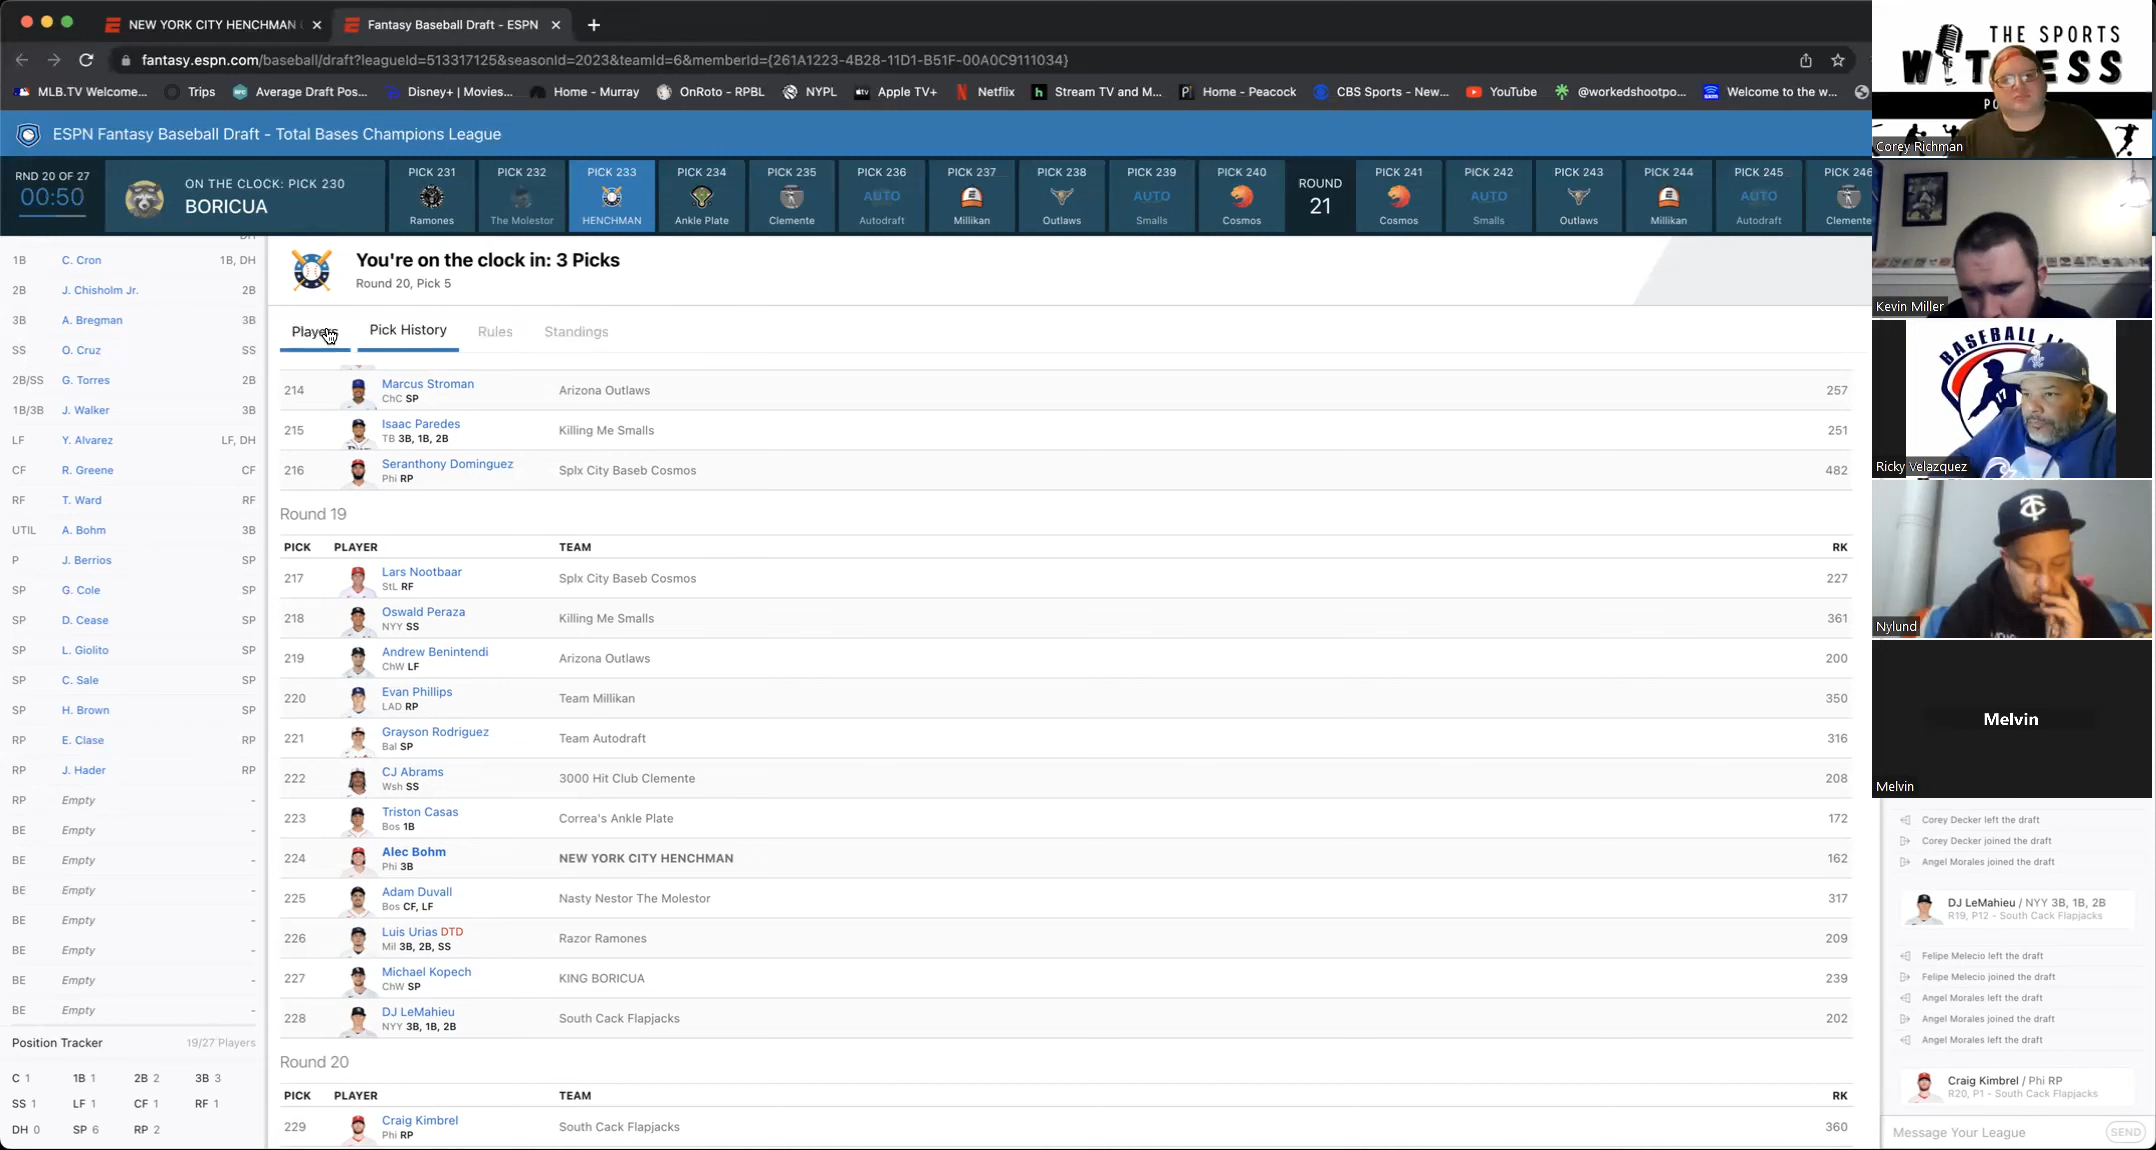 NEW YORK CITY HENCHMAN
Fantasy Baseball Draft - ESPN
fantasy.espn.com/baseball/draft?leagueId=513317125&seasonId=2023&teamId=6&memberId={261A1223-4B28-11D1-B51F-00A0C9111034}
MLB.TV Welcome... Trips Average Draft Pos... Disney+ | Movies... Home - Murray OnRoto - RPBL NYPL Apple TV+ Netflix Stream TV and M... Home - Peacock CBS Sports - New... YouTube @workedshootpo... Welcome to the w...
ESPN Fantasy Baseball Draft - Total Bases Champions League
RND 20 OF 27
00:50
ON THE CLOCK: PICK 230
BORICUA
PICK 231
Ramones
PICK 232
The Molestor
PICK 233
HENCHMAN
PICK 234
Ankle Plate
PICK 235
Clemente
PICK 236
AUTO
Autodraft
PICK 237
Millikan
PICK 238
Outlaws
PICK 239
AUTO
Smalls
PICK 240
Cosmos
ROUND
21
PICK 241
Cosmos
PICK 242
AUTO
Smalls
PICK 243
Outlaws
PICK 244
Millikan
PICK 245
AUTO
Autodraft
PICK 246
Clemente
DH
1B C. Cron 1B, DH
2B J. Chisholm Jr. 2B
3B A. Bregman 3B
SS O. Cruz SS
2B/SS G. Torres 2B
1B/3B J. Walker 3B
LF Y. Alvarez LF, DH
CF R. Greene CF
RF T. Ward RF
UTIL A. Bohm 3B
P J. Berrios SP
SP G. Cole SP
SP D. Cease SP
SP L. Giolito SP
SP C. Sale SP
SP H. Brown SP
RP E. Clase RP
RP J. Hader RP
RP Empty -
BE Empty -
BE Empty -
BE Empty -
BE Empty -
BE Empty -
BE Empty -
BE Empty -
Position Tracker 19/27 Players
C 1 1B 1 2B 2 3B 3
SS 1 LF 1 CF 1 RF 1
DH 0 SP 6 RP 2
You're on the clock in: 3 Picks
Round 20, Pick 5
Players Pick History Rules Standings
214 Marcus Stroman Arizona Outlaws 257
ChC SP
215 Isaac Paredes Killing Me Smalls 251
TB 3B, 1B, 2B
216 Seranthony Dominguez Splx City Baseb Cosmos 482
Phi RP
Round 19
PICK PLAYER TEAM RK
217 Lars Nootbaar Splx City Baseb Cosmos 227
StL RF
218 Oswald Peraza Killing Me Smalls 361
NYY SS
219 Andrew Benintendi Arizona Outlaws 200
ChW LF
220 Evan Phillips Team Millikan 350
LAD RP
221 Grayson Rodriguez Team Autodraft 316
Bal SP
222 CJ Abrams 3000 Hit Club Clemente 208
Wsh SS
223 Triston Casas Correa's Ankle Plate 172
Bos 1B
224 Alec Bohm NEW YORK CITY HENCHMAN 162
Phi 3B
225 Adam Duvall Nasty Nestor The Molestor 317
Bos CF, LF
226 Luis Urias DTD Razor Ramones 209
Mil 3B, 2B, SS
227 Michael Kopech KING BORICUA 239
ChW SP
228 DJ LeMahieu South Cack Flapjacks 202
NYY 3B, 1B, 2B
Round 20
PICK PLAYER TEAM RK
229 Craig Kimbrel South Cack Flapjacks 360
Phi RP
THE SPORTS
WITNESS
Corey Richman
Kevin Miller
BASEBALL
17
Ricky Velazquez
TC
Nylund
Melvin
Melvin
Corey Decker left the draft
Corey Decker joined the draft
Angel Morales joined the draft
DJ LeMahieu / NYY 3B, 1B, 2B
R19, P12 - South Cack Flapjacks
Felipe Melecio left the draft
Felipe Melecio joined the draft
Angel Morales left the draft
Angel Morales joined the draft
Angel Morales left the draft
Craig Kimbrel / Phi RP
R20, P1 - South Cack Flapjacks
Message Your League SEND